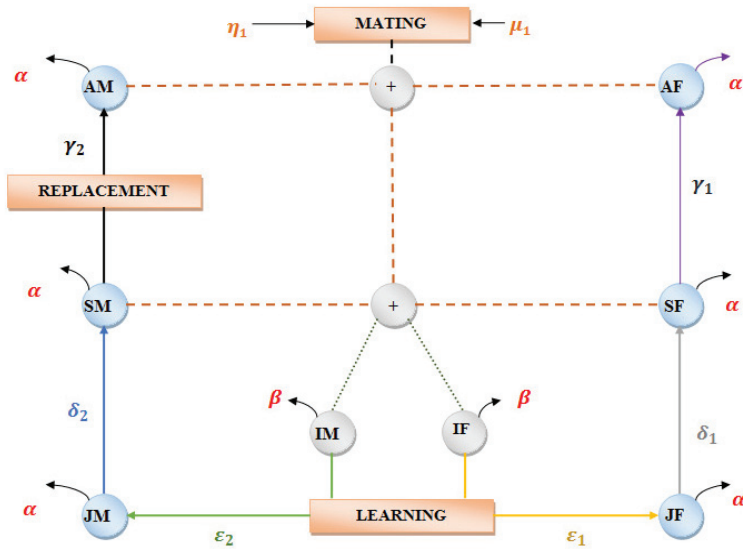 η₁ MATING μ₁
α AM + AF α
γ₂
REPLACEMENT γ₁
α SM + SF α
β β
δ₂ IM IF δ₁
α JM LEARNING JF α
ε₂ ε₁